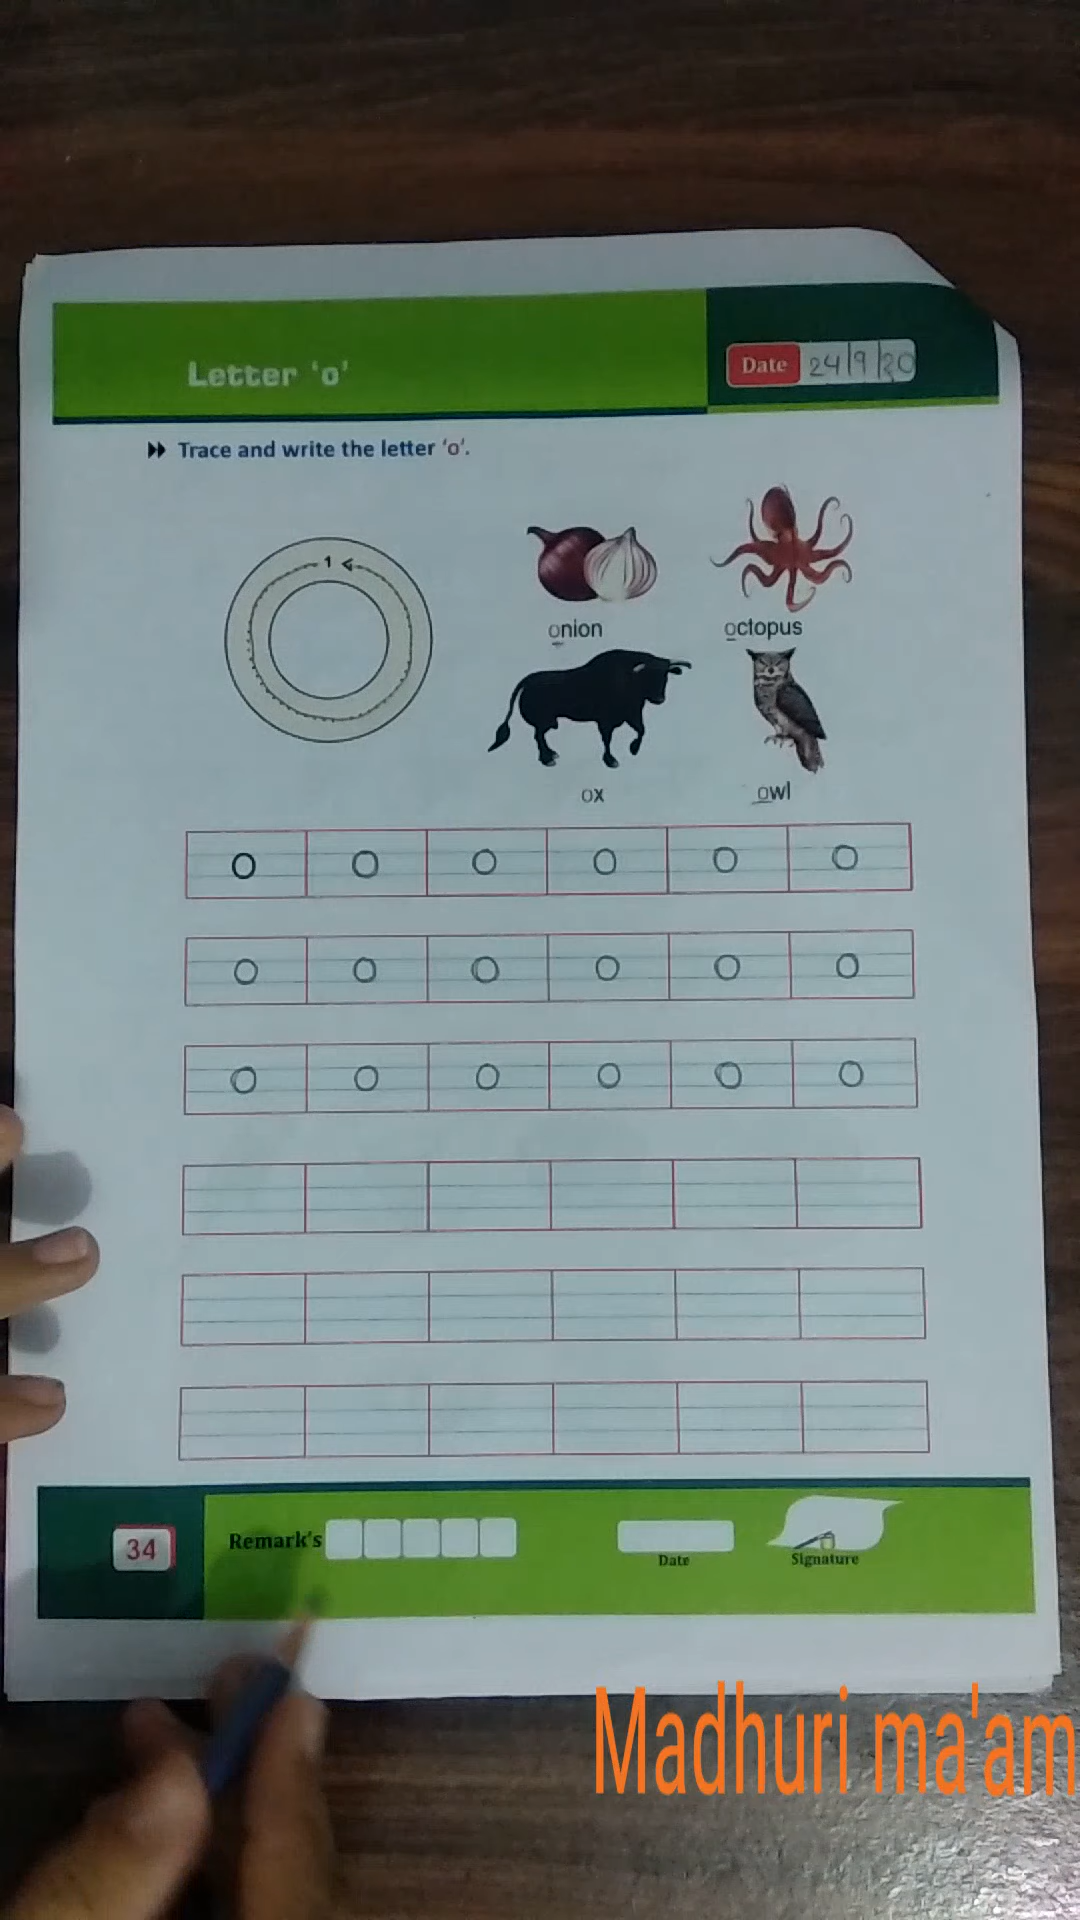 Letter ‘o’
Date 24/9/20
Trace and write the letter ‘o’.
1
onion
octopus
ox
owl
o o o o o o
o o o o o o
o o o o o o
34
Remark's
Date
Signature
Madhuri ma'am